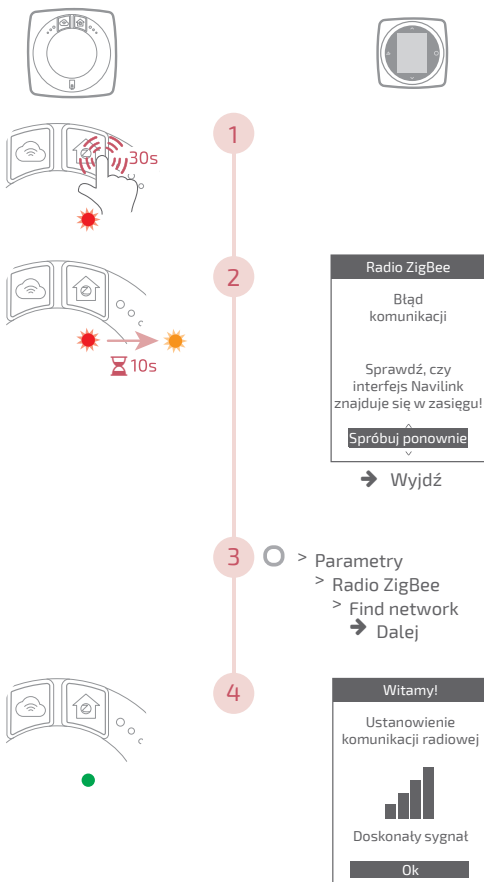 1
30s
2
10s
Radio ZigBee
Błąd
komunikacji
Sprawdź, czy
interfejs Navilink
znajduje się w zasięgu!
Spróbuj ponownie
➔ Wyjdź
3
> Parametry
> Radio ZigBee
> Find network
➔ Dalej
4
Witamy!
Ustanowienie
komunikacji radiowej
Doskonały sygnał
Ok